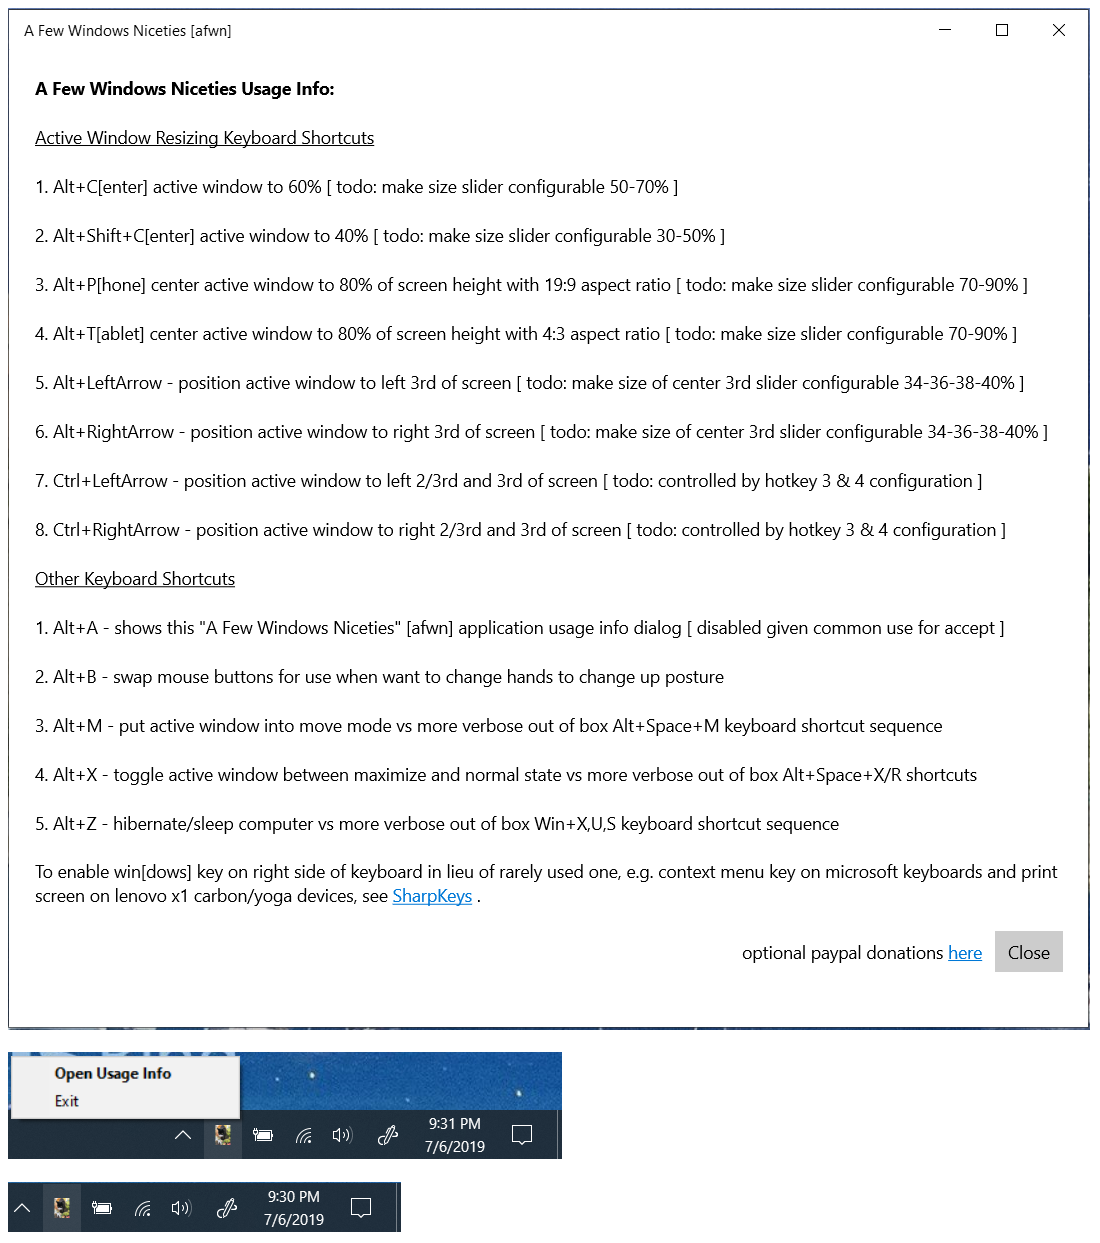 A Few Windows Niceties [afwn]
A Few Windows Niceties Usage Info:
Active Window Resizing Keyboard Shortcuts
1. Alt+C[enter] active window to 60% [ todo: make size slider configurable 50-70% ]
2. Alt+Shift+C[enter] active window to 40% [ todo: make size slider configurable 30-50% ]
3. Alt+P[hone] center active window to 80% of screen height with 19:9 aspect ratio [ todo: make size slider configurable 70-90% ]
4. Alt+T[ablet] center active window to 80% of screen height with 4:3 aspect ratio [ todo: make size slider configurable 70-90% ]
5. Alt+LeftArrow - position active window to left 3rd of screen [ todo: make size of center 3rd slider configurable 34-36-38-40% ]
6. Alt+RightArrow - position active window to right 3rd of screen [ todo: make size of center 3rd slider configurable 34-36-38-40% ]
7. Ctrl+LeftArrow - position active window to left 2/3rd and 3rd of screen [ todo: controlled by hotkey 3 & 4 configuration ]
8. Ctrl+RightArrow - position active window to right 2/3rd and 3rd of screen [ todo: controlled by hotkey 3 & 4 configuration ]
Other Keyboard Shortcuts
1. Alt+A - shows this "A Few Windows Niceties" [afwn] application usage info dialog [ disabled given common use for accept ]
2. Alt+B - swap mouse buttons for use when want to change hands to change up posture
3. Alt+M - put active window into move mode vs more verbose out of box Alt+Space+M keyboard shortcut sequence
4. Alt+X - toggle active window between maximize and normal state vs more verbose out of box Alt+Space+X/R shortcuts
5. Alt+Z - hibernate/sleep computer vs more verbose out of box Win+X,U,S keyboard shortcut sequence
To enable win[dows] key on right side of keyboard in lieu of rarely used one, e.g. context menu key on microsoft keyboards and print
screen on lenovo x1 carbon/yoga devices, see SharpKeys .
optional paypal donations here Close
Open Usage Info
Exit
9:31 PM
7/6/2019
9:30 PM
7/6/2019